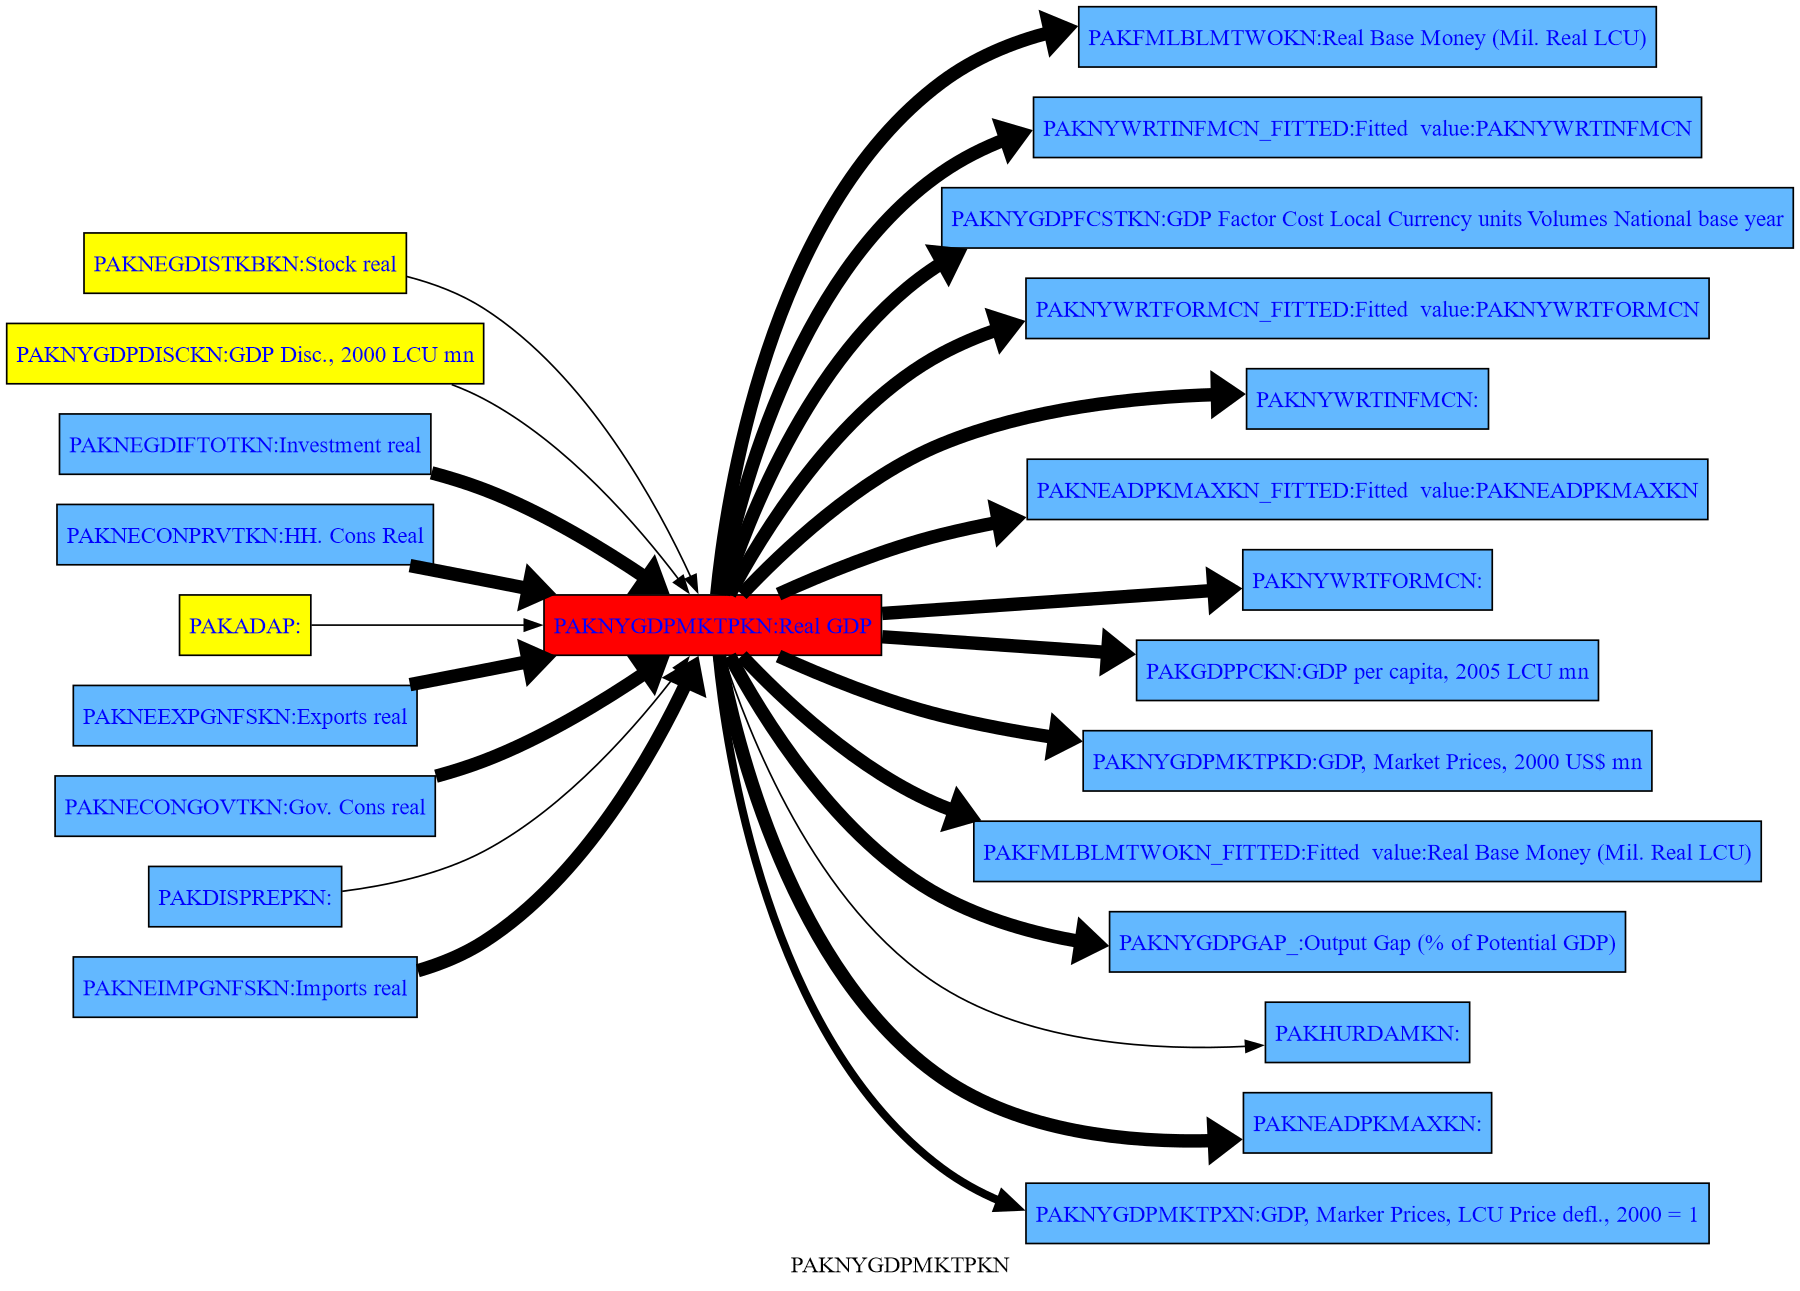 PAKNEGDISTKBKN:Stock real
PAKNYGDPDISCKN:GDP Disc., 2000 LCU mn
PAKNEGDIFTOTKN:Investment real
PAKNECONPRVTKN:HH. Cons Real
PAKADAP:
PAKNEEXPGNFSKN:Exports real
PAKNECONGOVTKN:Gov. Cons real
PAKDISPREPKN:
PAKNEIMPGNFSKN:Imports real
PAKNYGDPMKTPKN:Real GDP
PAKFMLBLMTWOKN:Real Base Money (Mil. Real LCU)
PAKNYWRTINFMCN_FITTED:Fitted  value:PAKNYWRTINFMCN
PAKNYGDPFCSTKN:GDP Factor Cost Local Currency units Volumes National base year
PAKNYWRTFORMCN_FITTED:Fitted  value:PAKNYWRTFORMCN
PAKNYWRTINFMCN:
PAKNEADPKMAXKN_FITTED:Fitted  value:PAKNEADPKMAXKN
PAKNYWRTFORMCN:
PAKGDPPCKN:GDP per capita, 2005 LCU mn
PAKNYGDPMKTPKD:GDP, Market Prices, 2000 US$ mn
PAKFMLBLMTWOKN_FITTED:Fitted  value:Real Base Money (Mil. Real LCU)
PAKNYGDPGAP_:Output Gap (% of Potential GDP)
PAKHURDAMKN:
PAKNEADPKMAXKN:
PAKNYGDPMKTPXN:GDP, Marker Prices, LCU Price defl., 2000 = 1
PAKNYGDPMKTPKN